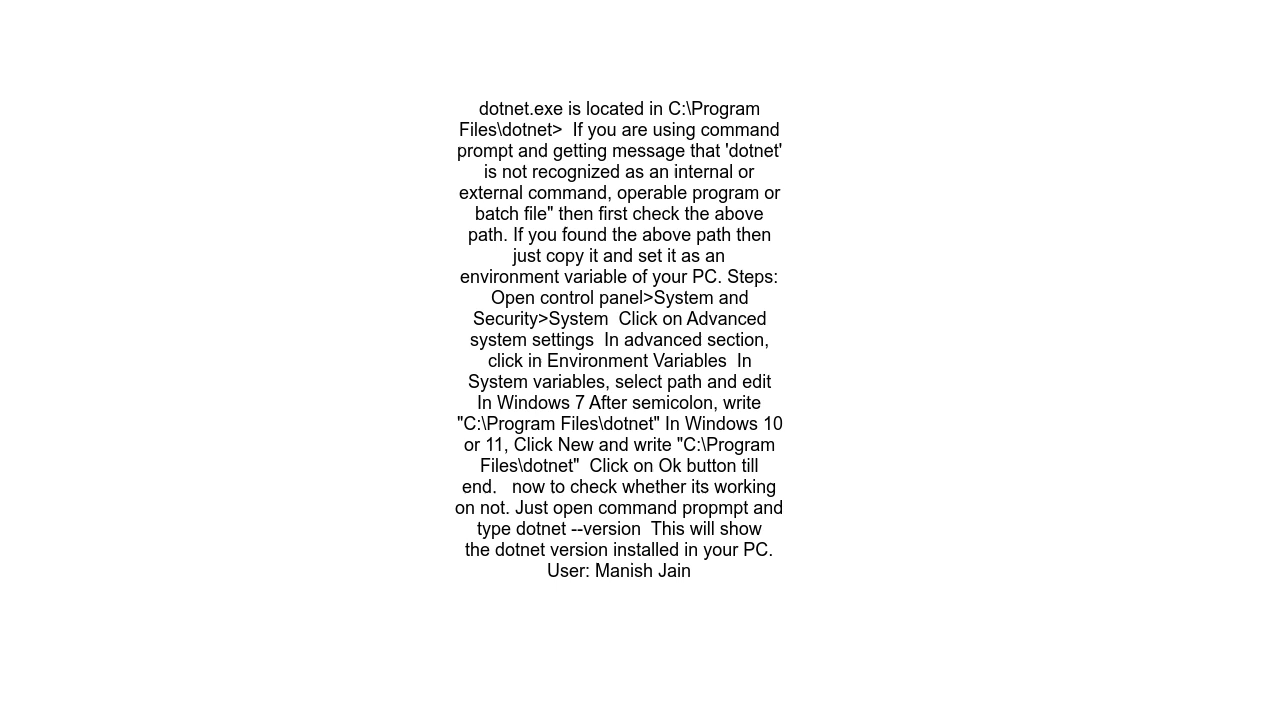 dotnet.exe is located in C:\Program
Files\dotnet>  If you are using command
prompt and getting message that 'dotnet'
is not recognized as an internal or
external command, operable program or
batch file" then first check the above
path. If you found the above path then
just copy it and set it as an
environment variable of your PC. Steps:
Open control panel>System and
Security>System  Click on Advanced
system settings  In advanced section,
click in Environment Variables  In
System variables, select path and edit
In Windows 7 After semicolon, write
"C:\Program Files\dotnet" In Windows 10
or 11, Click New and write "C:\Program
Files\dotnet"  Click on Ok button till
end.   now to check whether its working
on not. Just open command propmpt and
type dotnet --version  This will show
the dotnet version installed in your PC.
User: Manish Jain